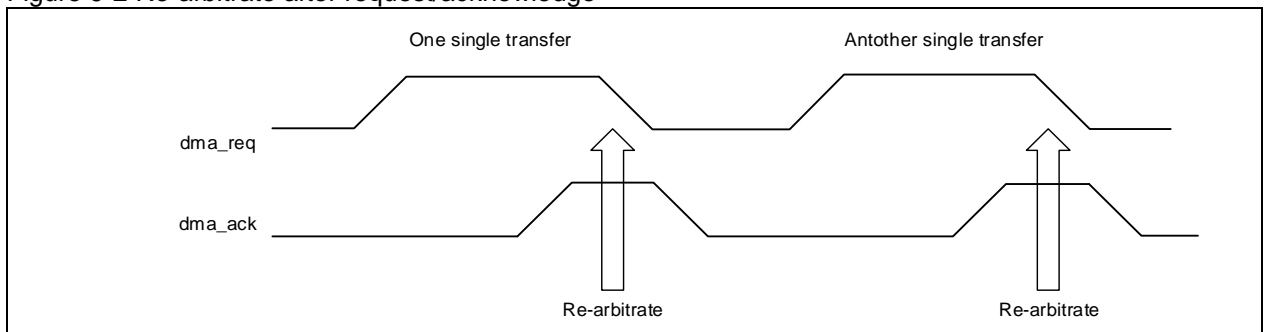 One single transfer
Antother single transfer
dma_req
dma_ack
Re-arbitrate
Re-arbitrate